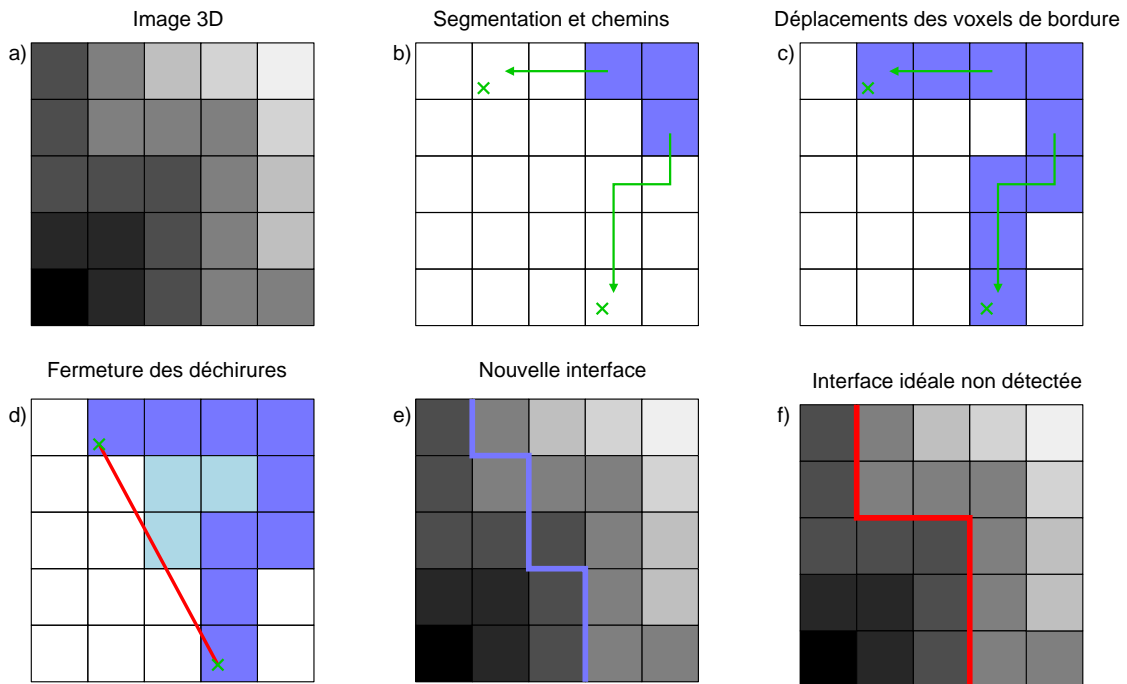 Image 3D
Segmentation et chemins
Déplacements des voxels de bordure
a)
b)
c)
Fermeture des déchirures
Nouvelle interface
Interface idéale non détectée
d)
e)
f)